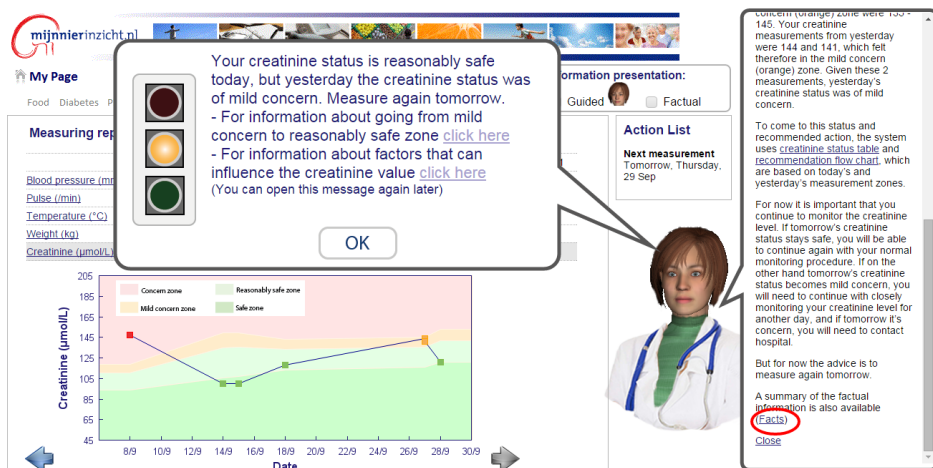 mijnnierinzicht.nl
My Page
Food Diabetes P
Information presentation:
Guided Factual
Measuring rep
Blood pressure (mm
Pulse (/min)
Temperature (°C)
Weight (kg)
Creatinine (µmol/L)
Your creatinine status is reasonably safe
today, but yesterday the creatinine status was
of mild concern. Measure again tomorrow.
- For information about going from mild
concern to reasonably safe zone click here
- For information about factors that can
influence the creatinine value click here
(You can open this message again later)
OK
Action List
Next measurement
Tomorrow, Thursday,
29 Sep
205
185
165
145
125
105
85
65
45
Creatinine (µmol/L)
Concern zone
Mild concern zone
Reasonably safe zone
Safe zone
8/9 10/9 12/9 14/9 16/9 18/9 20/9 22/9 24/9 26/9 28/9 30/9
Date
concern (orange) zone were 135 -
145. Your creatinine
measurements from yesterday
were 144 and 141, which felt
therefore in the mild concern
(orange) zone. Given these 2
measurements, yesterday's
creatinine status was of mild
concern.
To come to this status and
recommended action, the system
uses creatinine status table and
recommendation flow chart, which
are based on today's and
yesterday's measurement zones.
For now it is important that you
continue to monitor the creatinine
level. If tomorrow's creatinine
status stays safe, you will be able
to continue again with your normal
monitoring procedure. If on the
other hand tomorrow's creatinine
status becomes mild concern, you
will need to continue with closely
monitoring your creatinine level for
another day, and if tomorrow it's
concern, you will need to contact
hospital.
But for now the advice is to
measure again tomorrow.
A summary of the factual
information is also available
(Facts)
Close